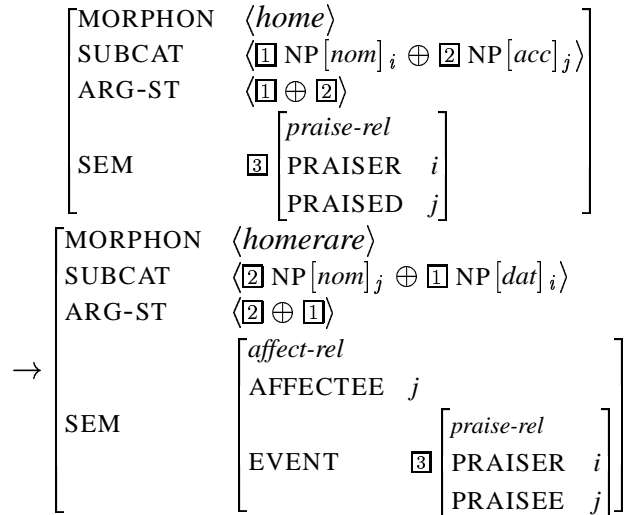 MORPHON ⟨home⟩
SUBCAT ⟨[1] NP[nom]i ⊕ [2] NP[acc]j⟩
ARG-ST ⟨[1] ⊕ [2]⟩
praise-rel
SEM [3] PRAISER i
PRAISED j
MORPHON ⟨homerare⟩
SUBCAT ⟨[2] NP[nom]j ⊕ [1] NP[dat]i⟩
ARG-ST ⟨[2] ⊕ [1]⟩
affect-rel
→ AFFECTEE j
SEM
praise-rel
EVENT [3] PRAISER i
PRAISEE j